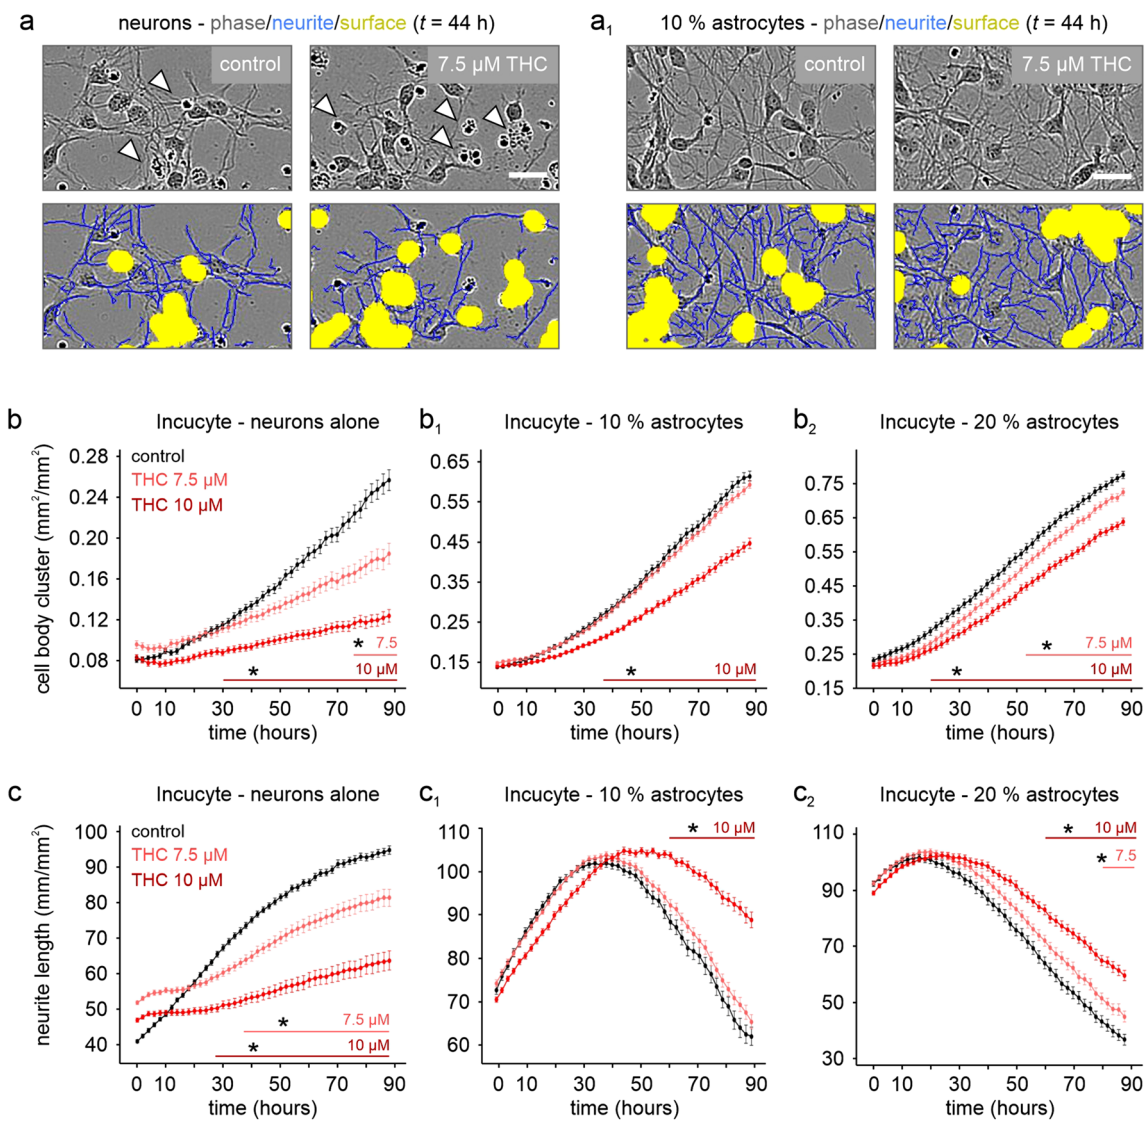 a neurons - phase/neurite/surface (t = 44 h)
control
7.5 µM THC
a1 10 % astrocytes - phase/neurite/surface (t = 44 h)
control
7.5 µM THC
b Incucyte - neurons alone
control
THC 7.5 µM
THC 10 µM
cell body cluster (mm²/mm²)
0.28
0.24
0.20
0.16
0.12
0.08
* 7.5
* 10 µM
0 10 30 50 70 90
time (hours)
b1 Incucyte - 10 % astrocytes
0.65
0.55
0.45
0.35
0.25
0.15
* 10 µM
0 10 30 50 70 90
time (hours)
b2 Incucyte - 20 % astrocytes
0.75
0.65
0.55
0.45
0.35
0.25
0.15
* 7.5 µM
* 10 µM
0 10 30 50 70 90
time (hours)
c Incucyte - neurons alone
control
THC 7.5 µM
THC 10 µM
neurite length (mm/mm²)
100
90
80
70
60
50
40
* 7.5 µM
* 10 µM
0 10 30 50 70 90
time (hours)
c1 Incucyte - 10 % astrocytes
* 10 µM
110
100
90
80
70
60
0 10 30 50 70 90
time (hours)
c2 Incucyte - 20 % astrocytes
* 10 µM
* 7.5
110
90
70
50
30
0 10 30 50 70 90
time (hours)